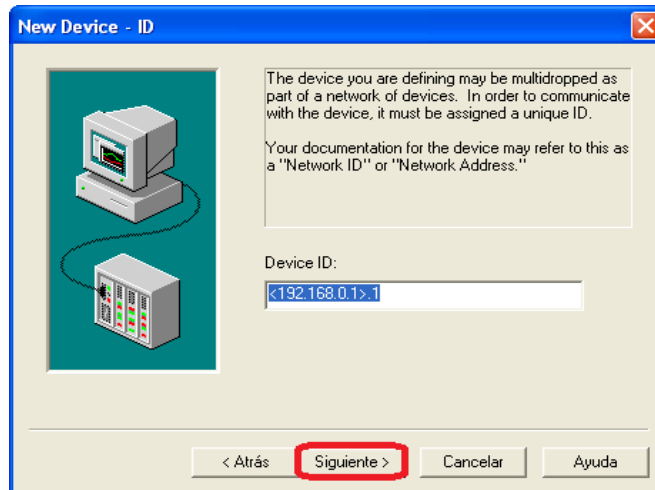 New Device - ID
The device you are defining may be multidropped as
part of a network of devices. In order to communicate
with the device, it must be assigned a unique ID.
Your documentation for the device may refer to this as
a "Network ID" or "Network Address."
Device ID:
<192.168.0.1>.1
< Atrás Siguiente > Cancelar Ayuda